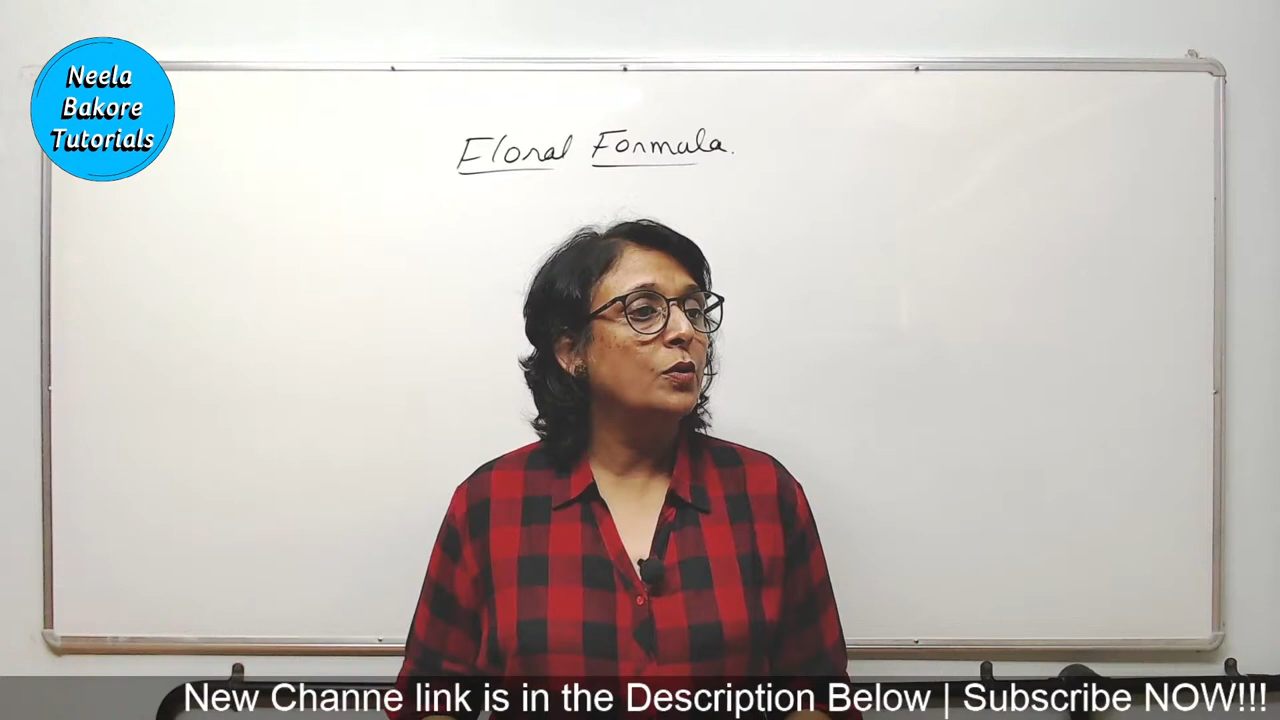 Neela
Bakore
Tutorials
Floral Formula.
New Channe link is in the Description Below | Subscribe NOW!!!